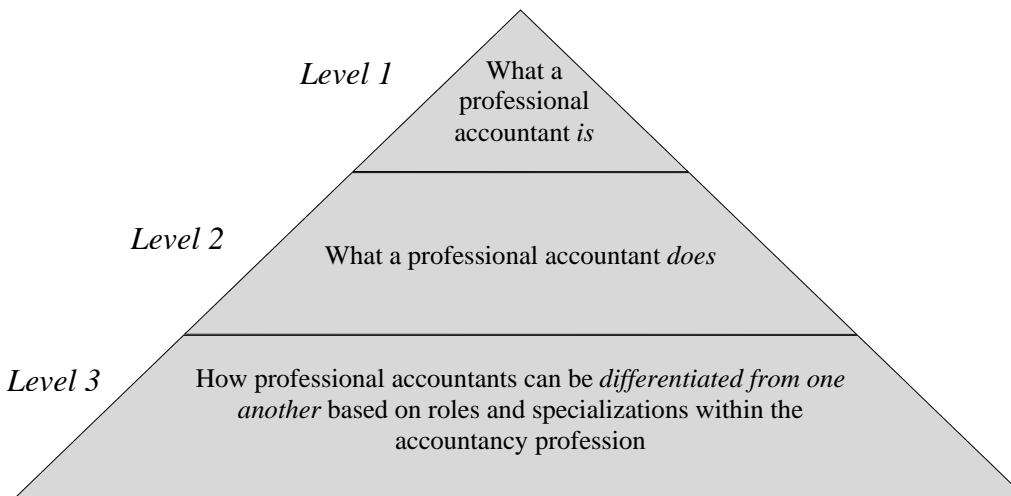 Level 1
What a
professional
accountant is
Level 2
What a professional accountant does
Level 3
How professional accountants can be differentiated from one
another based on roles and specializations within the
accountancy profession